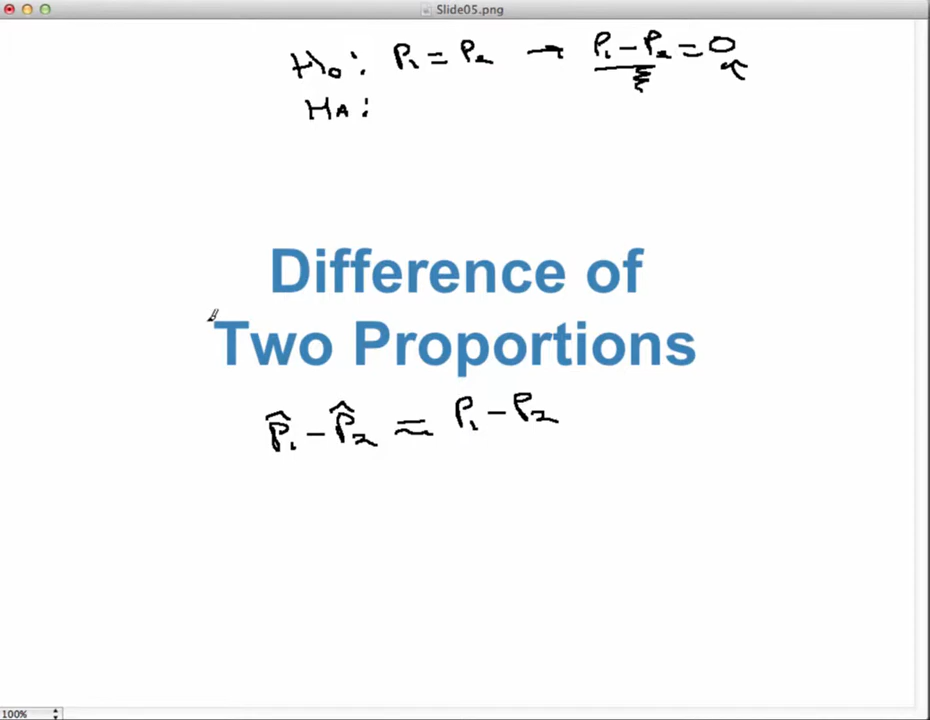 Slide05.png
H₀: P₁ = P₂ → P₁ - P₂ = 0
Hₐ:
Difference of
Two Proportions
P̂₁ - P̂₂ ≈ P₁ - P₂
100%